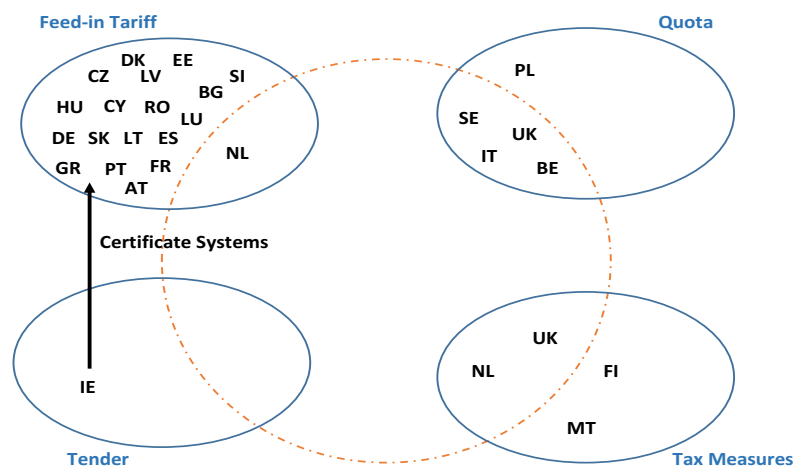 Feed-in Tariff
Quota
DK EE
CZ LV SI
BG
HU CY RO
LU
DE SK LT ES
NL
GR PT FR
AT
PL
SE
UK
IT
BE
Certificate Systems
IE
UK
NL FI
MT
Tender
Tax Measures